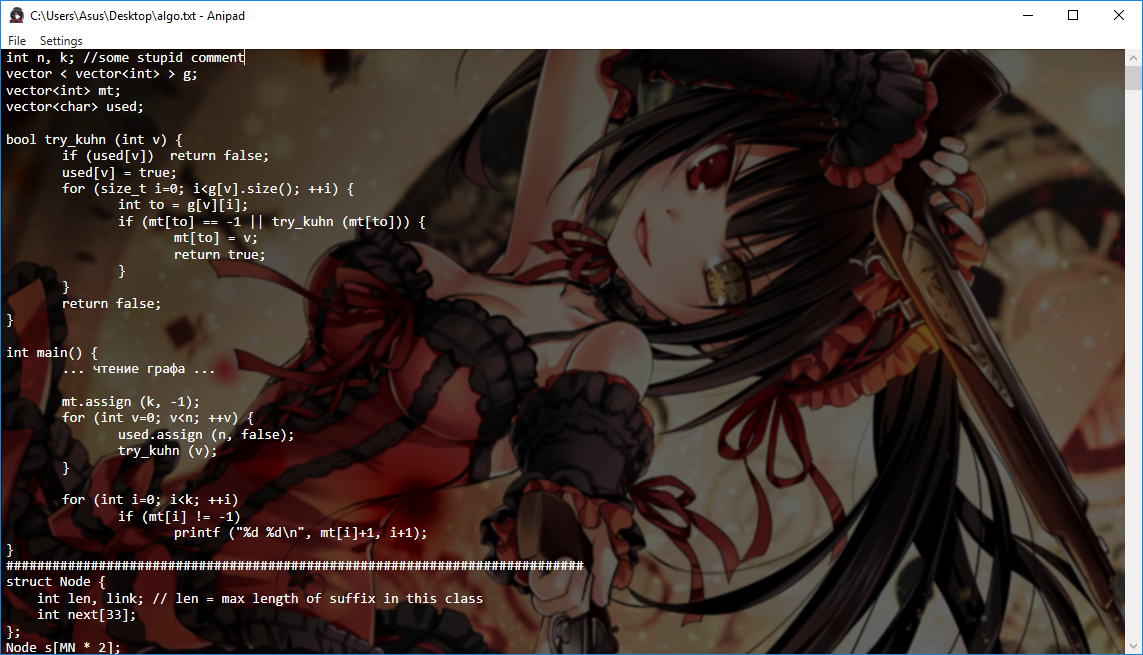 C:\Users\Asus\Desktop\algo.txt - Anipad
File Settings
int n, k; //some stupid comment
vector < vector<int> > g;
vector<int> mt;
vector<char> used;

bool try_kuhn (int v) {
        if (used[v])  return false;
        used[v] = true;
        for (size_t i=0; i<g[v].size(); ++i) {
                int to = g[v][i];
                if (mt[to] == -1 || try_kuhn (mt[to])) {
                        mt[to] = v;
                        return true;
                }
        }
        return false;
}

int main() {
        ... чтение графа ...

        mt.assign (k, -1);
        for (int v=0; v<n; ++v) {
                used.assign (n, false);
                try_kuhn (v);
        }

        for (int i=0; i<k; ++i)
                if (mt[i] != -1)
                        printf ("%d %d\n", mt[i]+1, i+1);
}
###########################################################################
struct Node {
    int len, link; // len = max length of suffix in this class
    int next[33];
};
Node s[MN * 2];